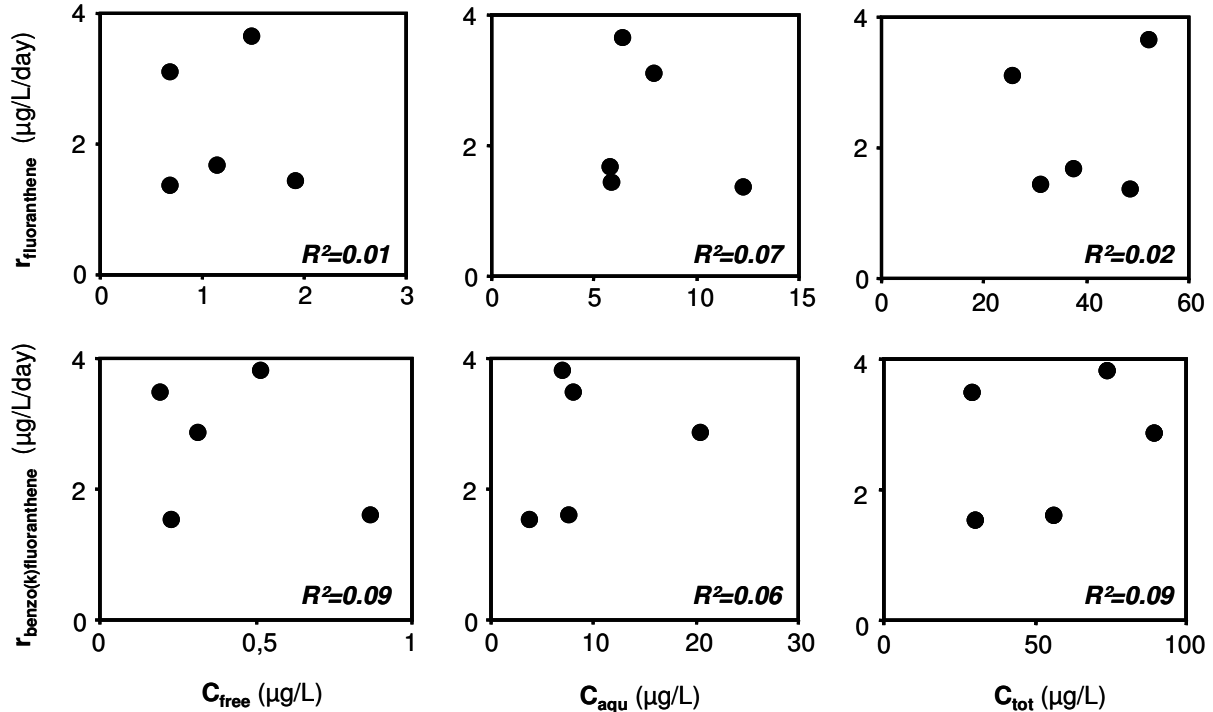 r_fluoranthene (µg/L/day)
4
2
0
R²=0.01
0 1 2 3
4
2
0
R²=0.07
0 5 10 15
4
2
0
R²=0.02
0 20 40 60
r_benzo(k)fluoranthene (µg/L/day)
4
2
0
R²=0.09
0 0,5 1
C_free (µg/L)
4
2
0
R²=0.06
0 10 20 30
C_aqu (µg/L)
4
2
0
R²=0.09
0 50 100
C_tot (µg/L)